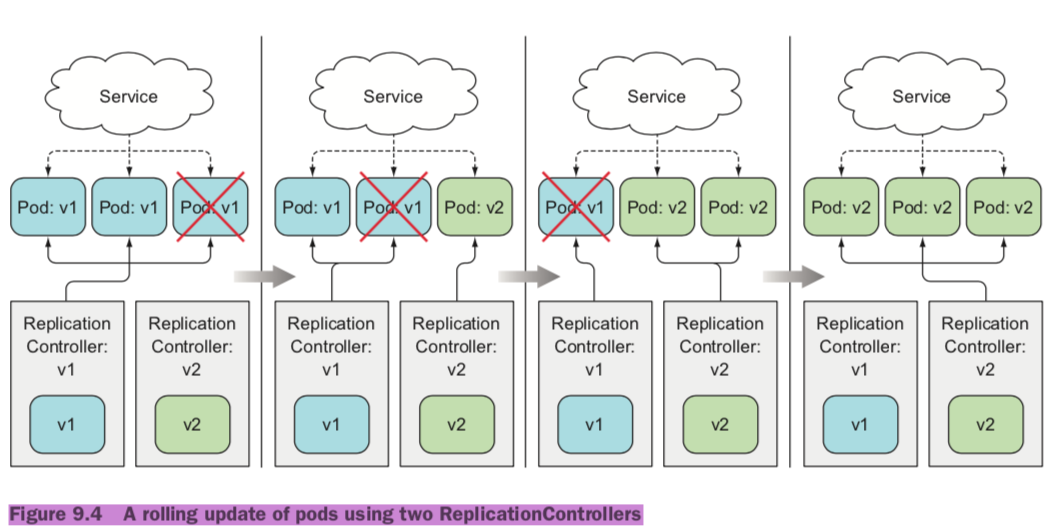 Service
Service
Service
Service
Pod: v1
Pod: v1
Pod: v1
Pod: v1
Pod: v1
Pod: v2
Pod: v1
Pod: v2
Pod: v2
Pod: v2
Pod: v2
Pod: v2
Replication
Controller:
v1
v1
Replication
Controller:
v2
v2
Replication
Controller:
v1
v1
Replication
Controller:
v2
v2
Replication
Controller:
v1
v1
Replication
Controller:
v2
v2
Replication
Controller:
v1
v1
Replication
Controller:
v2
v2
Figure 9.4 A rolling update of pods using two ReplicationControllers